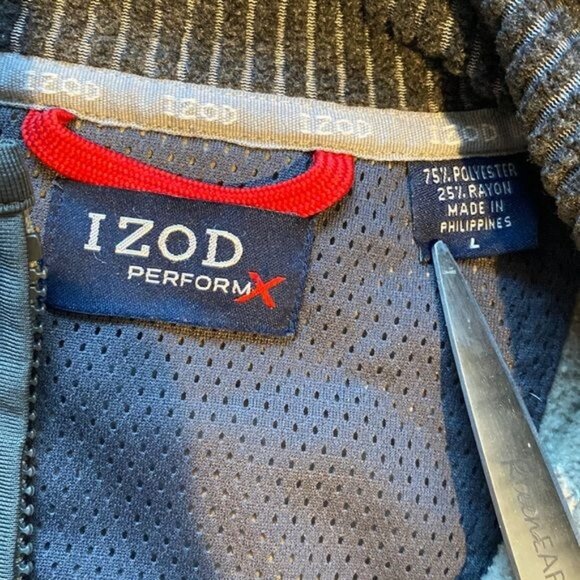 IZOD IZOD IZOD IZOD
75% POLYESTER
25% RAYON
MADE IN
PHILIPPINES
L
IZOD
PERFORMX